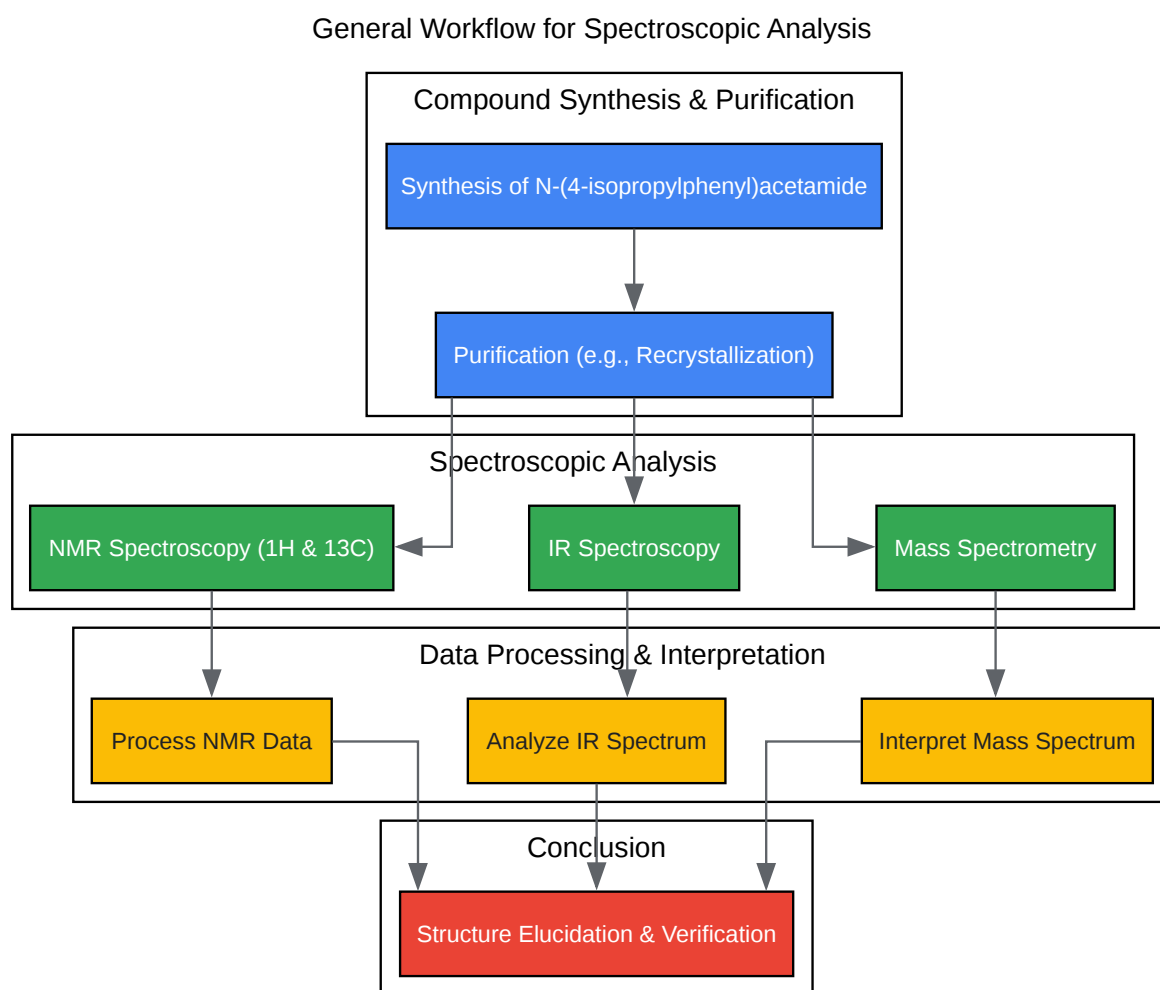 General Workflow for Spectroscopic Analysis
Compound Synthesis & Purification
Synthesis of N-(4-isopropylphenyl)acetamide
Purification (e.g., Recrystallization)
Spectroscopic Analysis
NMR Spectroscopy (1H & 13C)
IR Spectroscopy
Mass Spectrometry
Data Processing & Interpretation
Process NMR Data
Analyze IR Spectrum
Interpret Mass Spectrum
Conclusion
Structure Elucidation & Verification